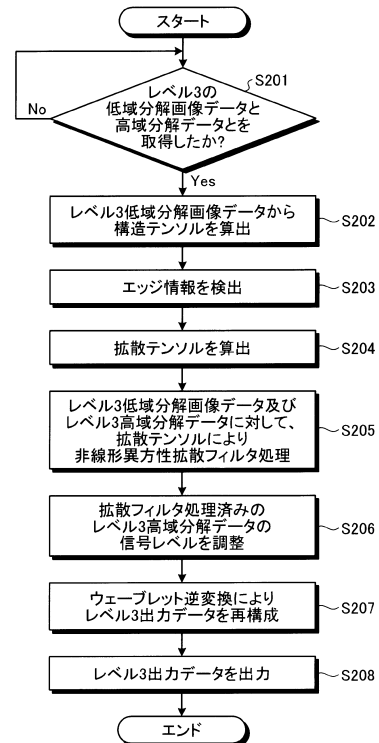 スタート
S201
レベル3の
低域分解画像データと
高域分解データとを
取得したか?
No
Yes
レベル3低域分解画像データから
構造テンソルを算出
S202
エッジ情報を検出
S203
拡散テンソルを算出
S204
レベル3低域分解画像データ及び
レベル3高域分解データに対して、
拡散テンソルにより
非線形異方性拡散フィルタ処理
S205
拡散フィルタ処理済みの
レベル3高域分解データの
信号レベルを調整
S206
ウェーブレット逆変換により
レベル3出力データを再構成
S207
レベル3出力データを出力
S208
エンド